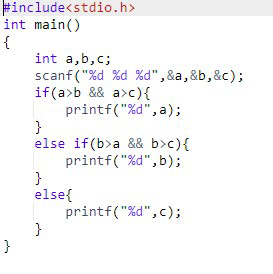 #include<stdio.h>
int main()
{
    int a,b,c;
    scanf("%d %d %d",&a,&b,&c);
    if(a>b && a>c){
        printf("%d",a);
    }
    else if(b>a && b>c){
        printf("%d",b);
    }
    else{
        printf("%d",c);
    }
}